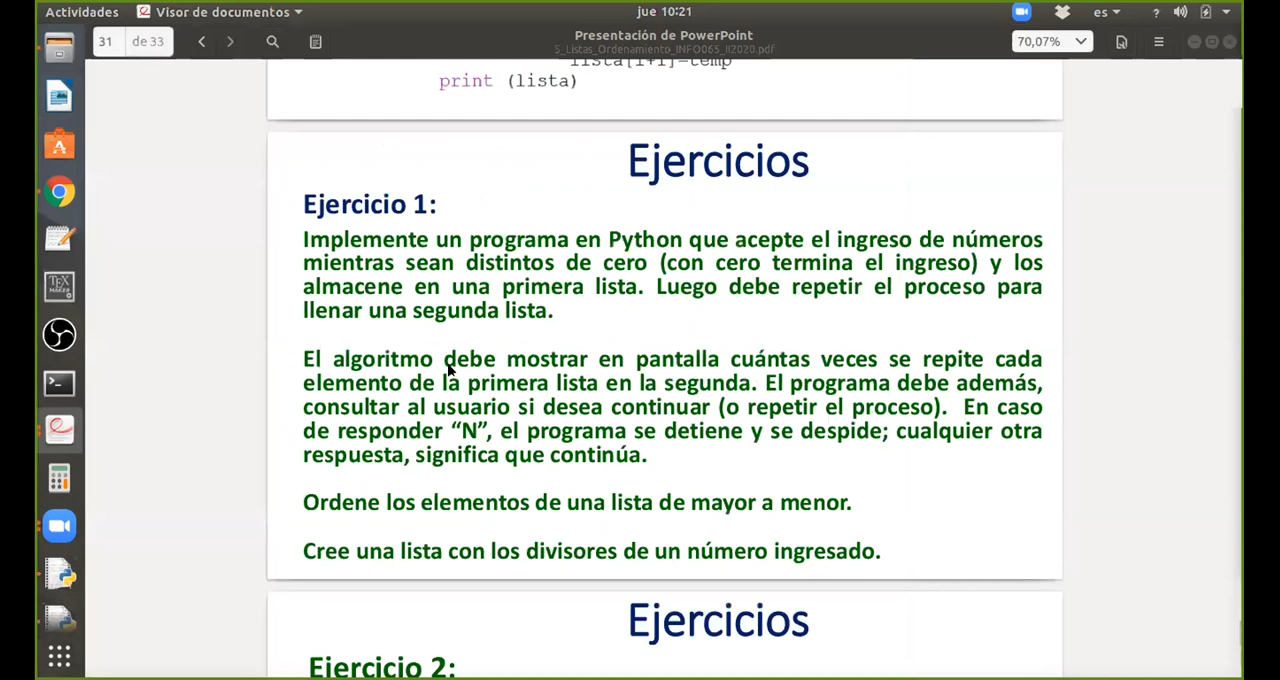 Actividades
Visor de documentos
jue 10:21
es
?
31
de 33
Presentación de PowerPoint
5_Listas_Ordenamiento_INFO065_II2020.pdf
70,07%
lista[i+1]=temp
print (lista)
Ejercicios
Ejercicio 1:
Implemente un programa en Python que acepte el ingreso de números
mientras sean distintos de cero (con cero termina el ingreso) y los
almacene en una primera lista. Luego debe repetir el proceso para
llenar una segunda lista.
El algoritmo debe mostrar en pantalla cuántas veces se repite cada
elemento de la primera lista en la segunda. El programa debe además,
consultar al usuario si desea continuar (o repetir el proceso). En caso
de responder “N”, el programa se detiene y se despide; cualquier otra
respuesta, significa que continúa.
Ordene los elementos de una lista de mayor a menor.
Cree una lista con los divisores de un número ingresado.
Ejercicios
Ejercicio 2: